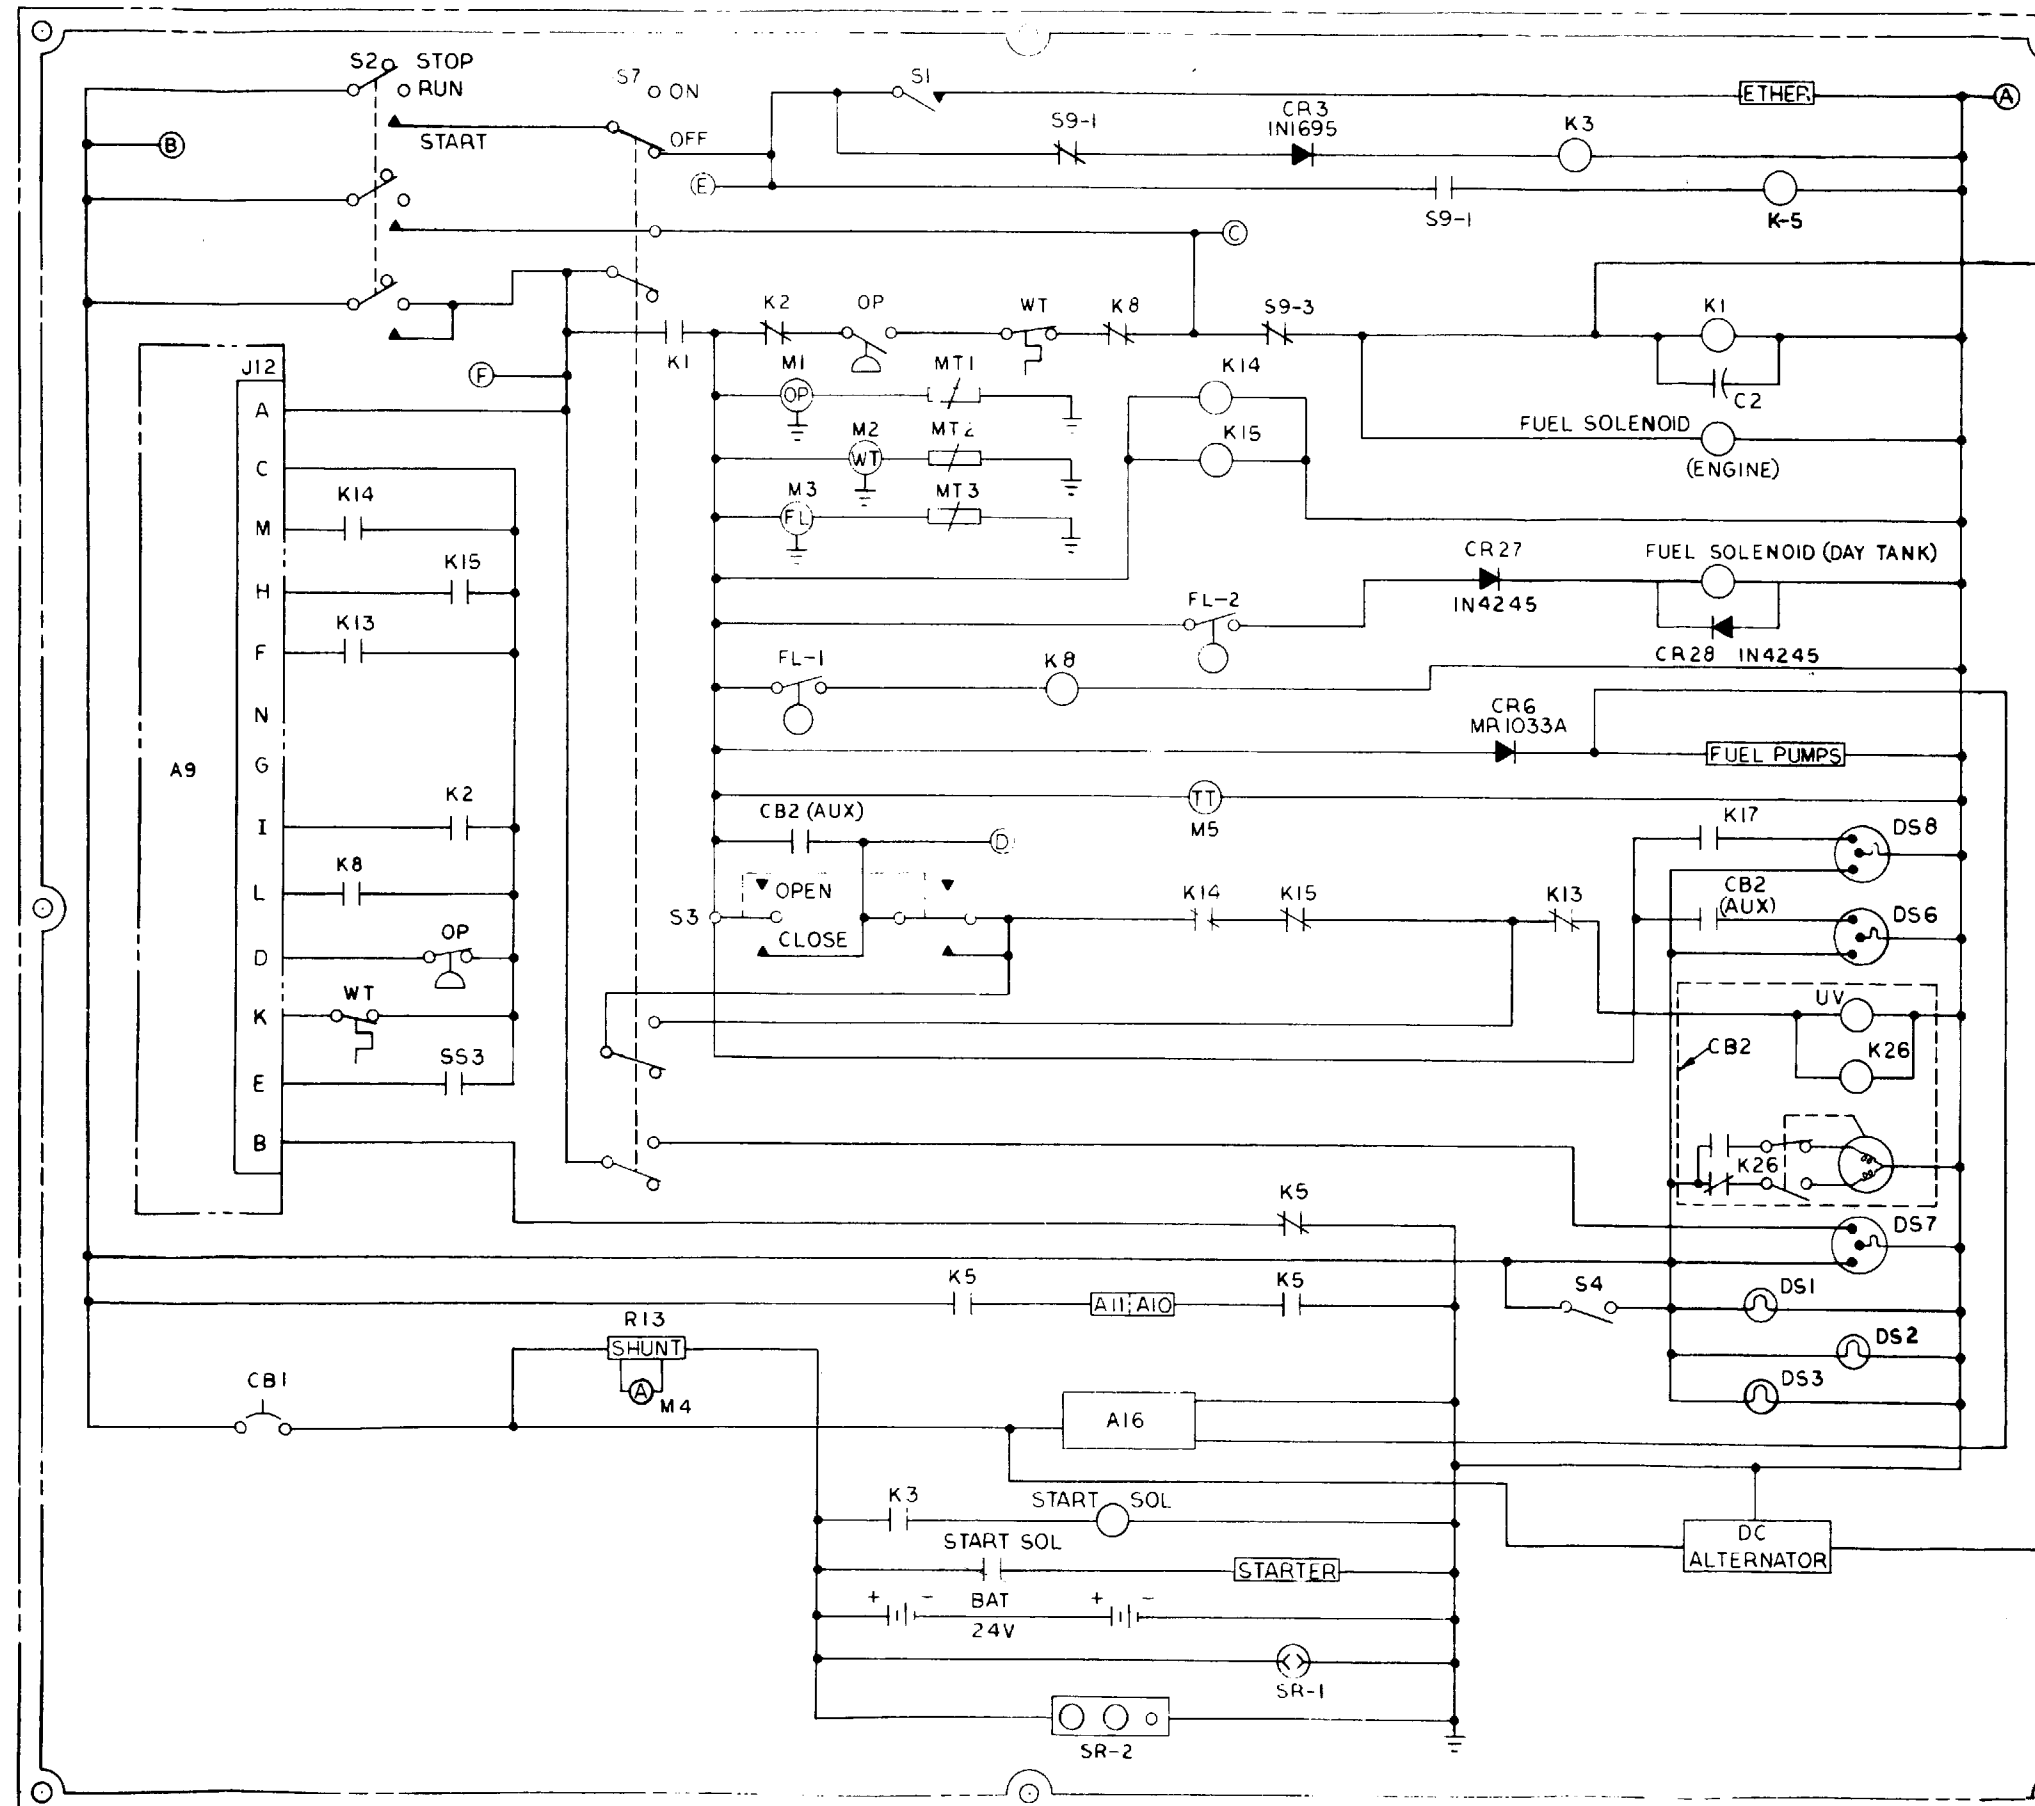 S2 STOP
RUN
START
S7 ON
OFF
S1
ETHER
A
B
S9-1
CR3
IN1695
K3
E
S9-1
K-5
C
K2
OP
WT
K8
S9-3
K1
K1
C2
F
M1
OP
MT1
K14
M2
WT
MT2
K15
FUEL SOLENOID
(ENGINE)
M3
FL
MT3
J12
A
C
K14
M
K15
H
K13
F
N
G
A9
K2
I
K8
L
OP
D
WT
K
SS3
E
B
CR27
IN4245
FUEL SOLENOID (DAY TANK)
FL-2
CR28 IN4245
FL-1
K8
CR6
MR1033A
FUEL PUMPS
TT
M5
CB2 (AUX)
D
K17
DS8
S3
OPEN
CLOSE
K14
K15
K13
CB2
(AUX)
DS6
UV
CB2
K26
K26
K5
DS7
K5
A11 A10
K5
S4
DS1
DS2
DS3
R13
SHUNT
A
M4
CB1
A16
K3
START SOL
START SOL
STARTER
DC
ALTERNATOR
+ - BAT + -
24V
SR-1
SR-2